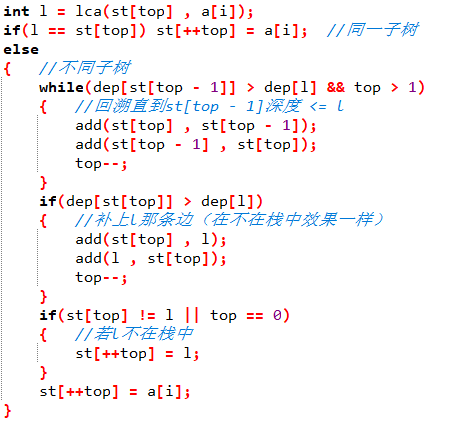 int l = lca(st[top] , a[i]);
if(l == st[top]) st[++top] = a[i];  //同一子树
else
{   //不同子树
    while(dep[st[top - 1]] > dep[l] && top > 1)
    {   //回溯直到st[top - 1]深度 <= l
        add(st[top] , st[top - 1]);
        add(st[top - 1] , st[top]);
        top--;
    }
    if(dep[st[top]] > dep[l])
    {   //补上l那条边（在不在栈中效果一样）
        add(st[top] , l);
        add(l , st[top]);
        top--;
    }
    if(st[top] != l || top == 0)
    {   //若l不在栈中
        st[++top] = l;
    }
    st[++top] = a[i];
}